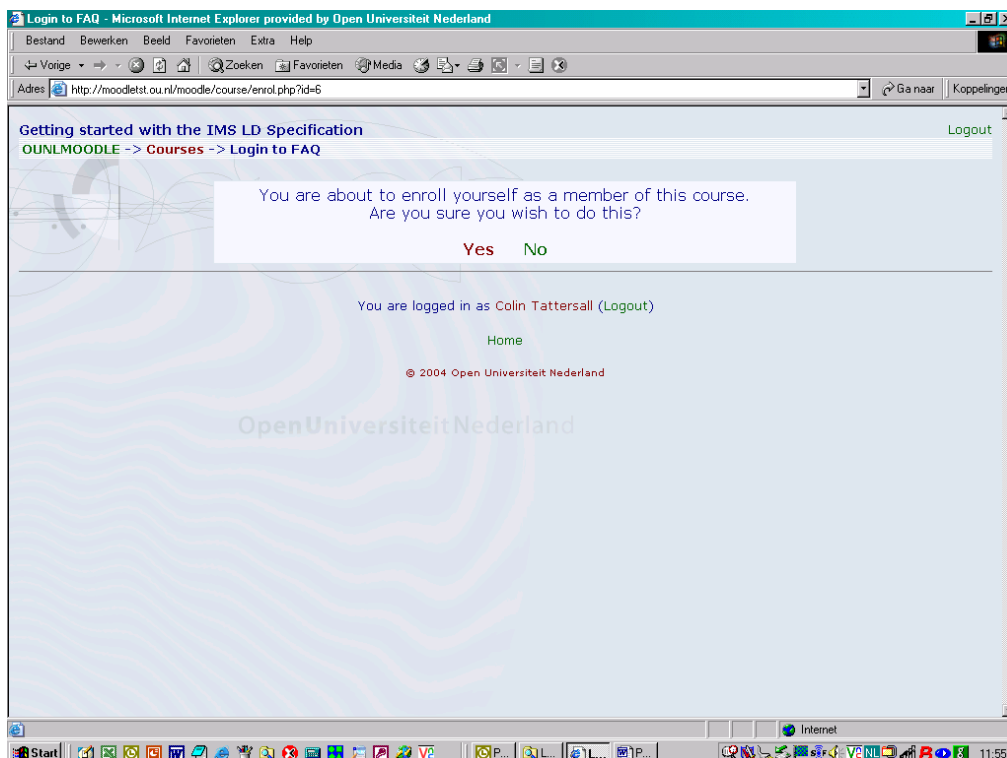 Login to FAQ - Microsoft Internet Explorer provided by Open Universiteit Nederland
Bestand Bewerken Beeld Favorieten Extra Help
Vorige Zoeken Favorieten Media
Adres http://moodletst.ou.nl/moodle/course/enrol.php?id=6 Ga naar Koppelingen
Getting started with the IMS LD Specification Logout
OUNLMOODLE -> Courses -> Login to FAQ
You are about to enroll yourself as a member of this course.
Are you sure you wish to do this?
Yes No
You are logged in as Colin Tattersall (Logout)
Home
© 2004 Open Universiteit Nederland
OpenUniversiteitNederland
Internet
Start P... L... L... P... NL 11:55